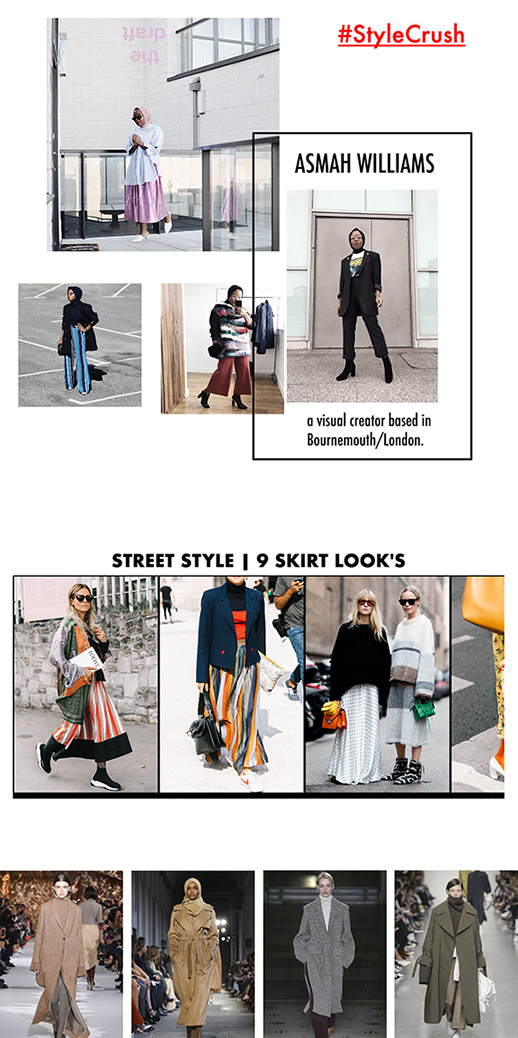 #StyleCrush
the
draft
ASMAH WILLIAMS
a visual creator based in
Bournemouth/London.
STREET STYLE | 9 SKIRT LOOK'S